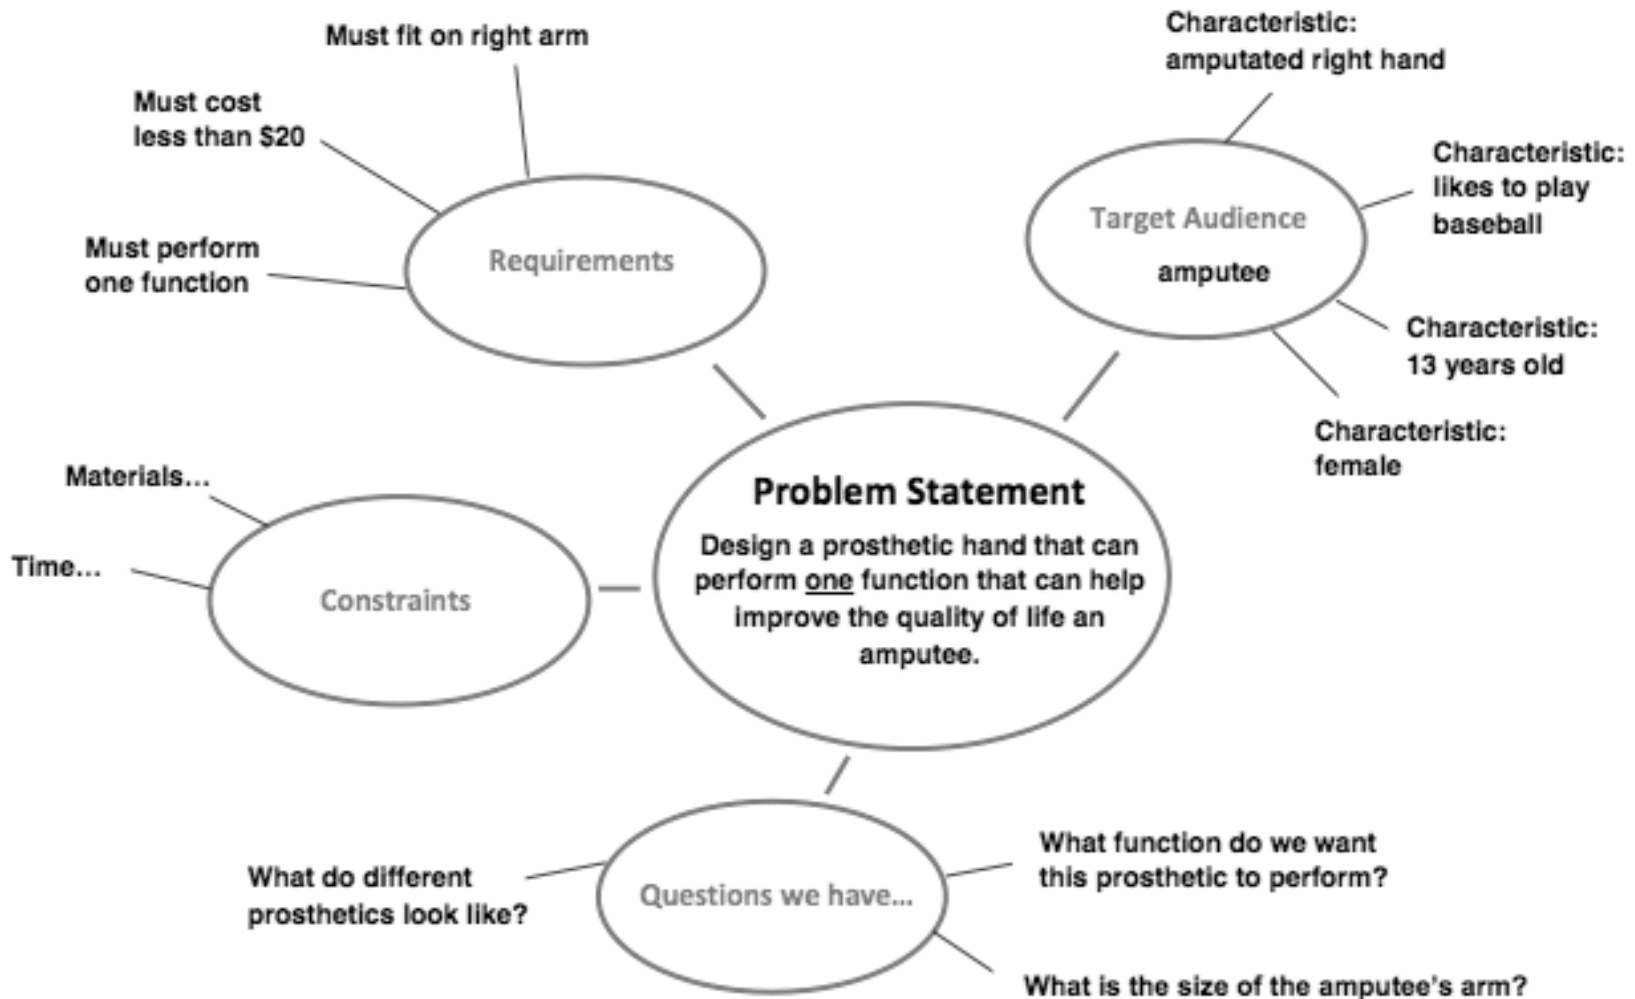 Must fit on right arm
Must cost
less than $20
Must perform
one function
Requirements
Characteristic:
amputated right hand
Characteristic:
likes to play
baseball
Target Audience
amputee
Characteristic:
13 years old
Characteristic:
female
Materials...
Time...
Constraints
Problem Statement
Design a prosthetic hand that can
perform one function that can help
improve the quality of life an
amputee.
What do different
prosthetics look like?
Questions we have...
What function do we want
this prosthetic to perform?
What is the size of the amputee's arm?